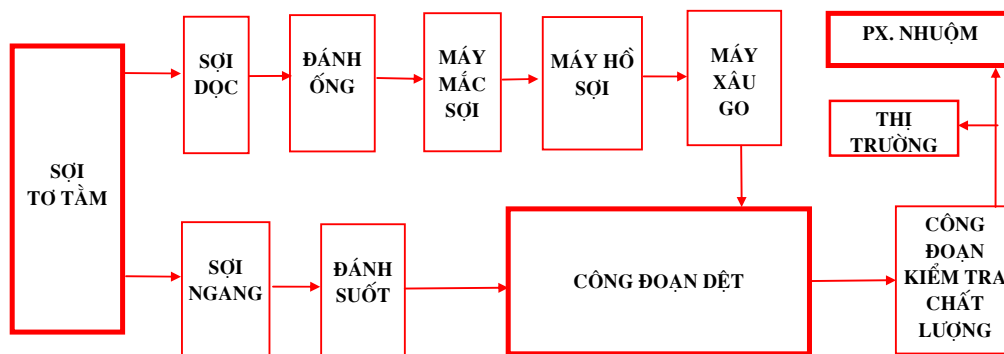 SỢI
TƠ TẰM
SỢI
DỌC
ĐÁNH
ỐNG
MÁY
MẮC
SỢI
MÁY HỒ
SỢI
MÁY
XÂU
GO
PX. NHUỘM
THỊ
TRƯỜNG
SỢI
NGANG
ĐÁNH
SUỐT
CÔNG ĐOẠN DỆT
CÔNG
ĐOẠN
KIỂM TRA
CHẤT
LƯỢNG